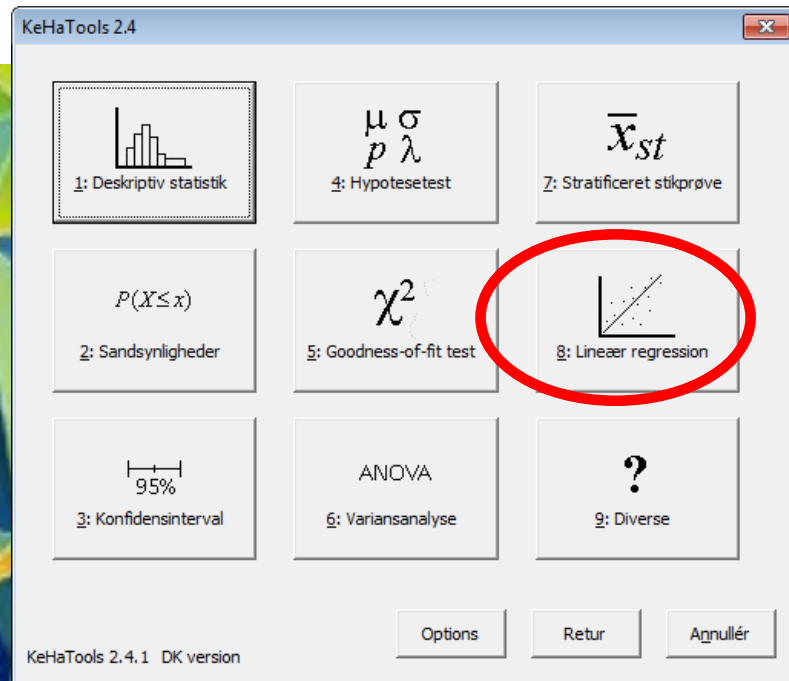 KeHaTools 2.4
μ σ
p λ
x̅st
1: Deskriptiv statistik
4: Hypotesetest
7: Stratificeret stikprøve
P(X≤x)
χ²
2: Sandsynligheder
5: Goodness-of-fit test
8: Lineær regression
95%
ANOVA
?
3: Konfidensinterval
6: Variansanalyse
9: Diverse
Options
Retur
Annullér
KeHaTools 2.4.1 DK version